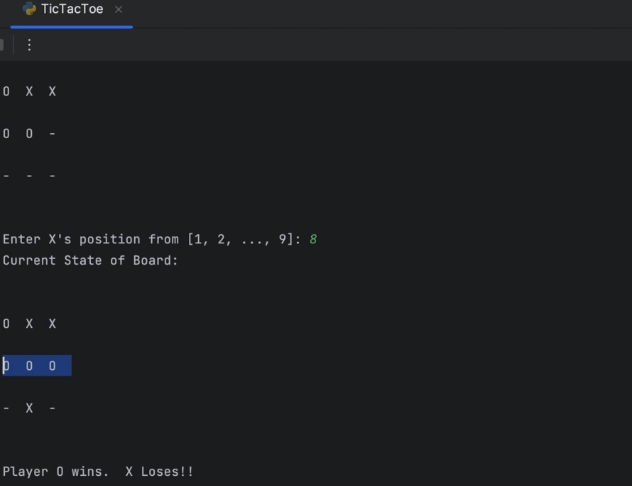 TicTacToe
O X X
O O -
- - -
Enter X's position from [1, 2, ..., 9]: 8
Current State of Board:
O X X
O O O
- X -
Player O wins.  X Loses!!